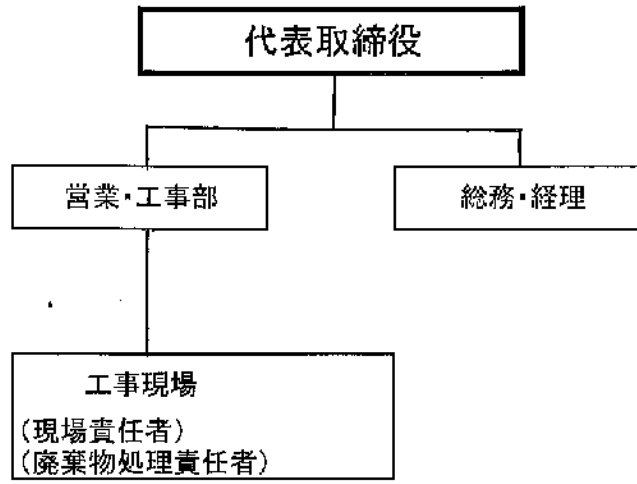 代表取締役
営業・工事部
総務・経理
工事現場
(現場責任者)
(廃棄物処理責任者)